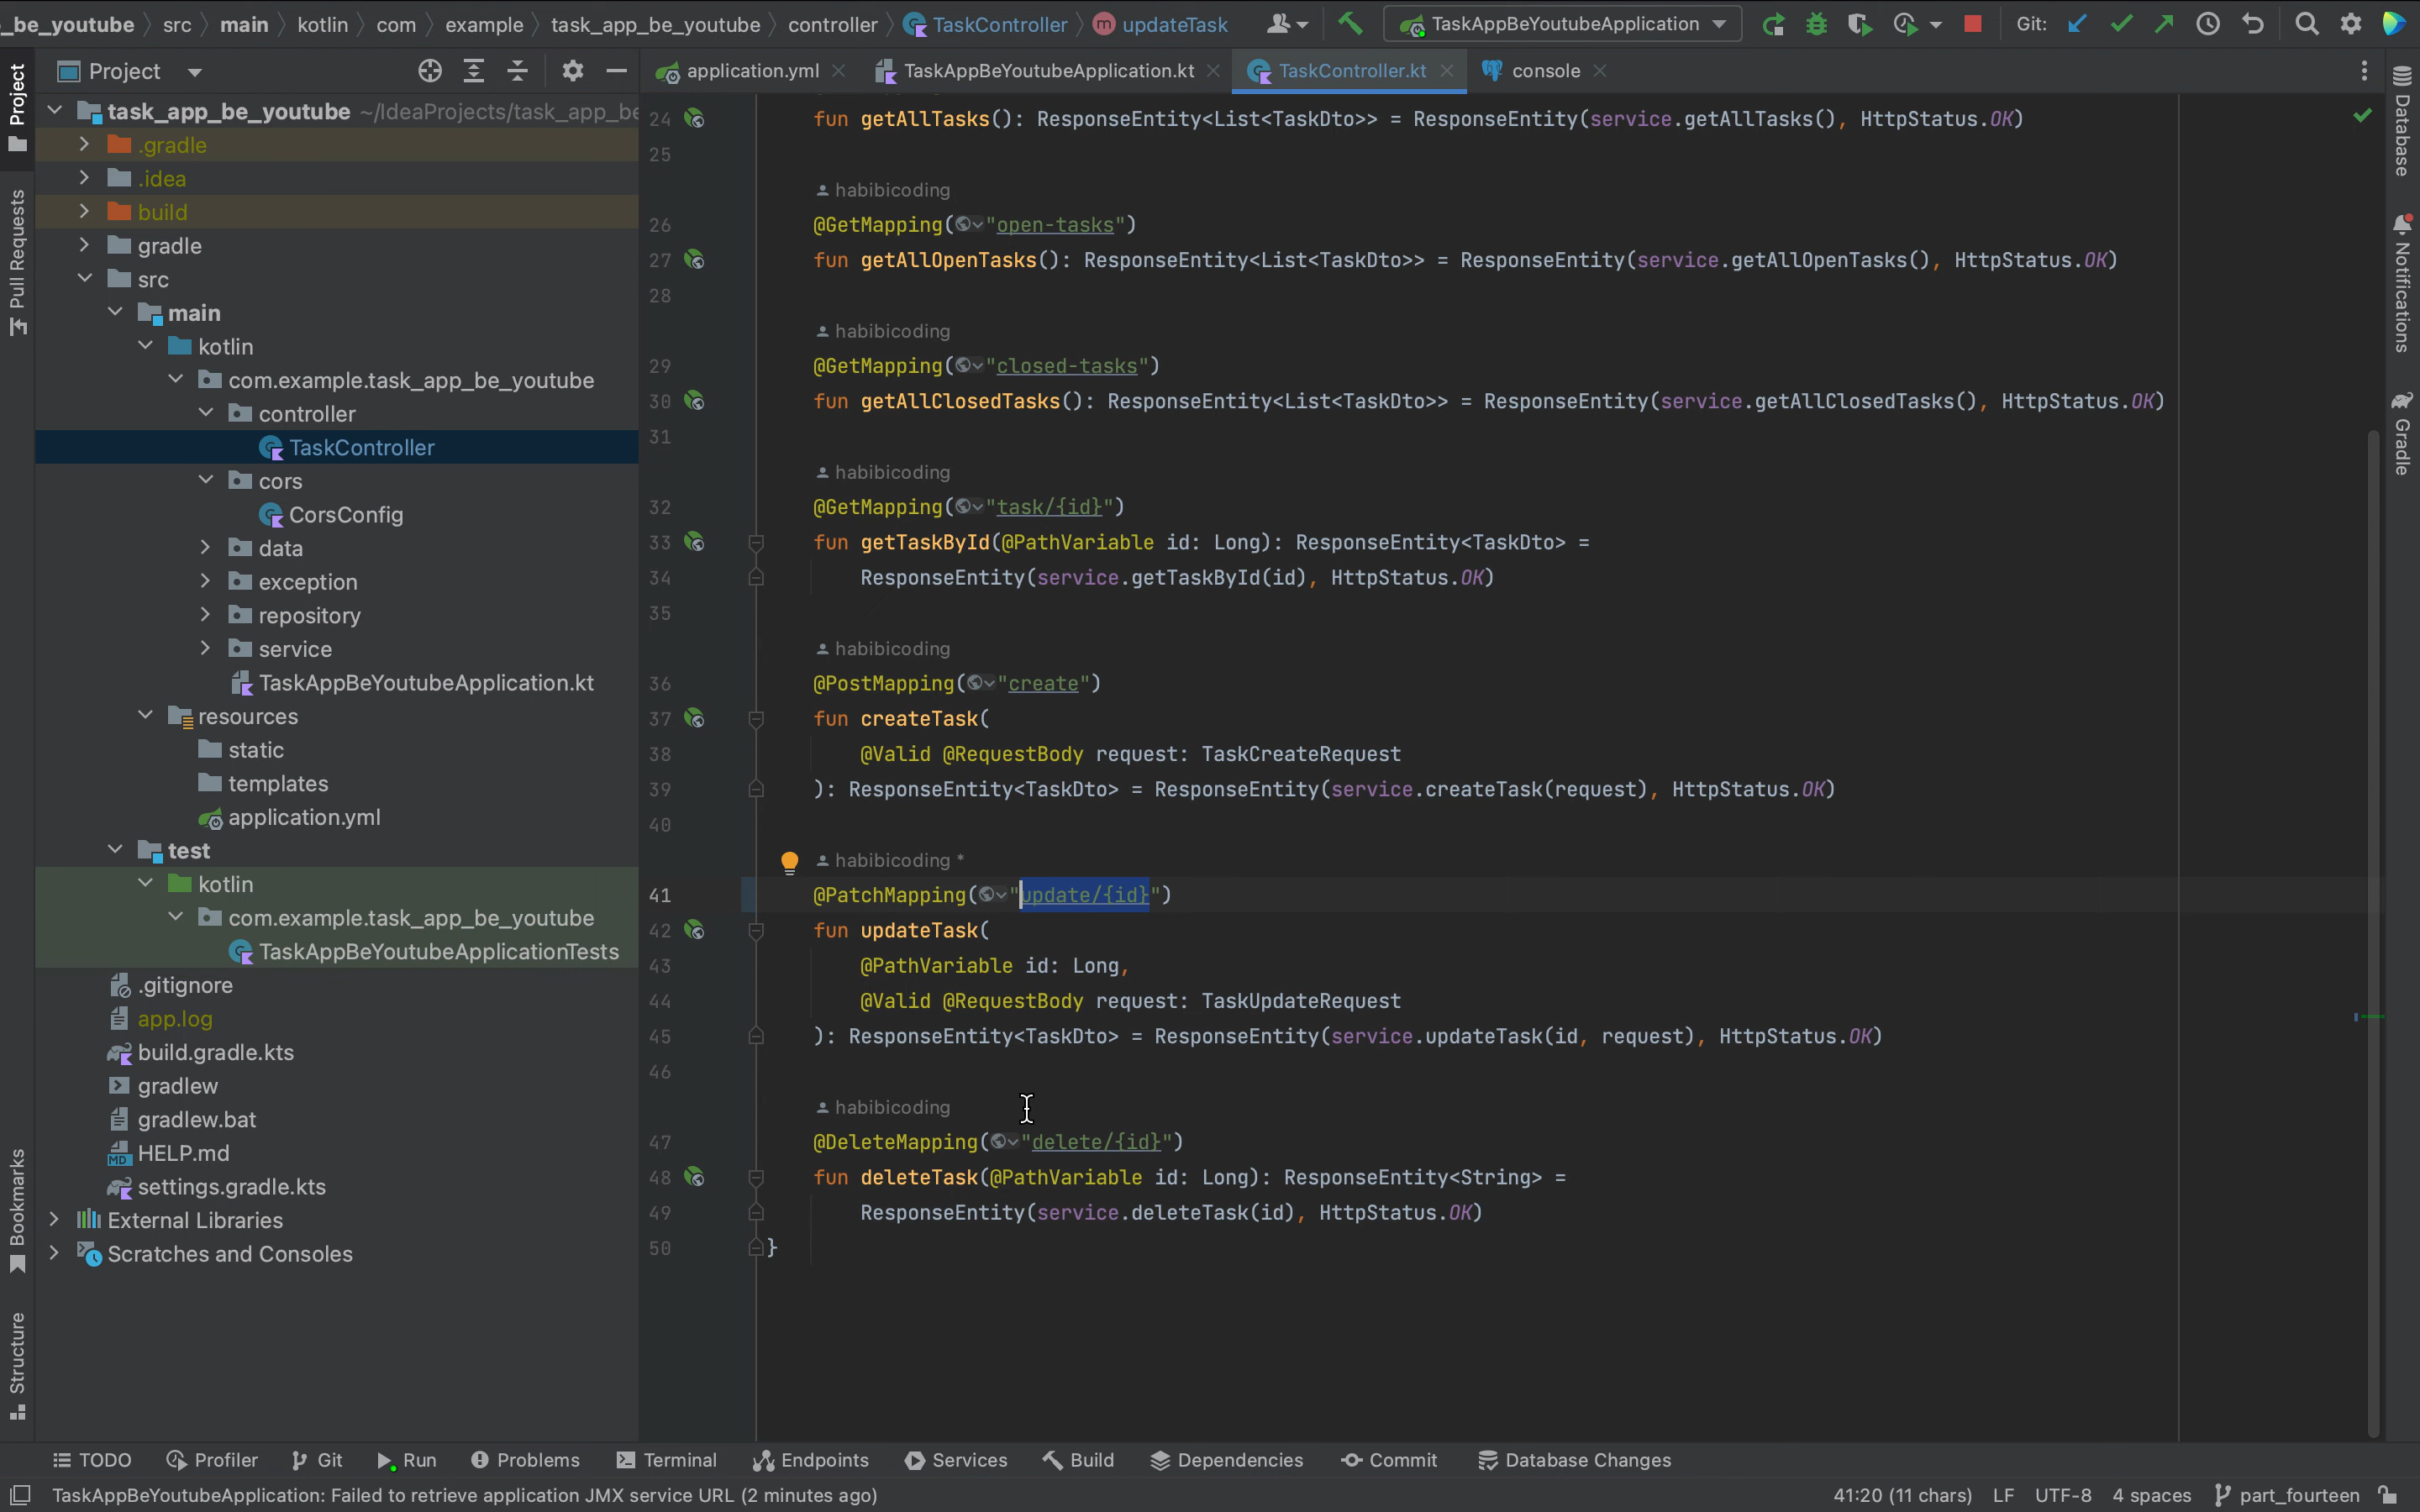 _be_youtube src main kotlin com example task_app_be_youtube controller TaskController m updateTask TaskAppBeYoutubeApplication Git:
Project
Pull Requests
Bookmarks
Structure
Project
task_app_be_youtube ~/IdeaProjects/task_app_be
.gradle
.idea
build
gradle
src
main
kotlin
com.example.task_app_be_youtube
controller
TaskController
cors
CorsConfig
data
exception
repository
service
TaskAppBeYoutubeApplication.kt
resources
static
templates
application.yml
test
kotlin
com.example.task_app_be_youtube
TaskAppBeYoutubeApplicationTests
.gitignore
app.log
build.gradle.kts
gradlew
gradlew.bat
MD HELP.md
settings.gradle.kts
External Libraries
Scratches and Consoles
application.yml TaskAppBeYoutubeApplication.kt TaskController.kt console
24 fun getAllTasks(): ResponseEntity<List<TaskDto>> = ResponseEntity(service.getAllTasks(), HttpStatus.OK)
25
habibicoding
26 @GetMapping("open-tasks")
27 fun getAllOpenTasks(): ResponseEntity<List<TaskDto>> = ResponseEntity(service.getAllOpenTasks(), HttpStatus.OK)
28
habibicoding
29 @GetMapping("closed-tasks")
30 fun getAllClosedTasks(): ResponseEntity<List<TaskDto>> = ResponseEntity(service.getAllClosedTasks(), HttpStatus.OK)
31
habibicoding
32 @GetMapping("task/{id}")
33 fun getTaskById(@PathVariable id: Long): ResponseEntity<TaskDto> =
34 ResponseEntity(service.getTaskById(id), HttpStatus.OK)
35
habibicoding
36 @PostMapping("create")
37 fun createTask(
38 @Valid @RequestBody request: TaskCreateRequest
39 ): ResponseEntity<TaskDto> = ResponseEntity(service.createTask(request), HttpStatus.OK)
40
habibicoding *
41 @PatchMapping("update/{id}")
42 fun updateTask(
43 @PathVariable id: Long,
44 @Valid @RequestBody request: TaskUpdateRequest
45 ): ResponseEntity<TaskDto> = ResponseEntity(service.updateTask(id, request), HttpStatus.OK)
46
habibicoding
47 @DeleteMapping("delete/{id}")
48 fun deleteTask(@PathVariable id: Long): ResponseEntity<String> =
49 ResponseEntity(service.deleteTask(id), HttpStatus.OK)
50 }
Database
Notifications
Gradle
TODO Profiler Git Run Problems Terminal Endpoints Services Build Dependencies Commit Database Changes
TaskAppBeYoutubeApplication: Failed to retrieve application JMX service URL (2 minutes ago) 41:20 (11 chars) LF UTF-8 4 spaces part_fourteen